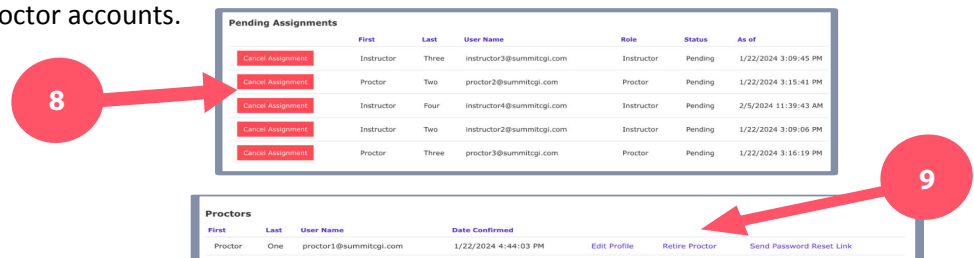 octor accounts.
Pending Assignments
First Last User Name Role Status As of
Cancel Assignment Instructor Three instructor3@summitcgi.com Instructor Pending 1/22/2024 3:09:45 PM
8
Cancel Assignment Proctor Two proctor2@summitcgi.com Proctor Pending 1/22/2024 3:15:41 PM
Cancel Assignment Instructor Four instructor4@summitcgi.com Instructor Pending 2/5/2024 11:39:43 AM
Cancel Assignment Instructor Two instructor2@summitcgi.com Instructor Pending 1/22/2024 3:09:06 PM
Cancel Assignment Proctor Three proctor3@summitcgi.com Proctor Pending 1/22/2024 3:16:19 PM
9
Proctors
First Last User Name Date Confirmed
Proctor One proctor1@summitcgi.com 1/22/2024 4:44:03 PM Edit Profile Retire Proctor Send Password Reset Link